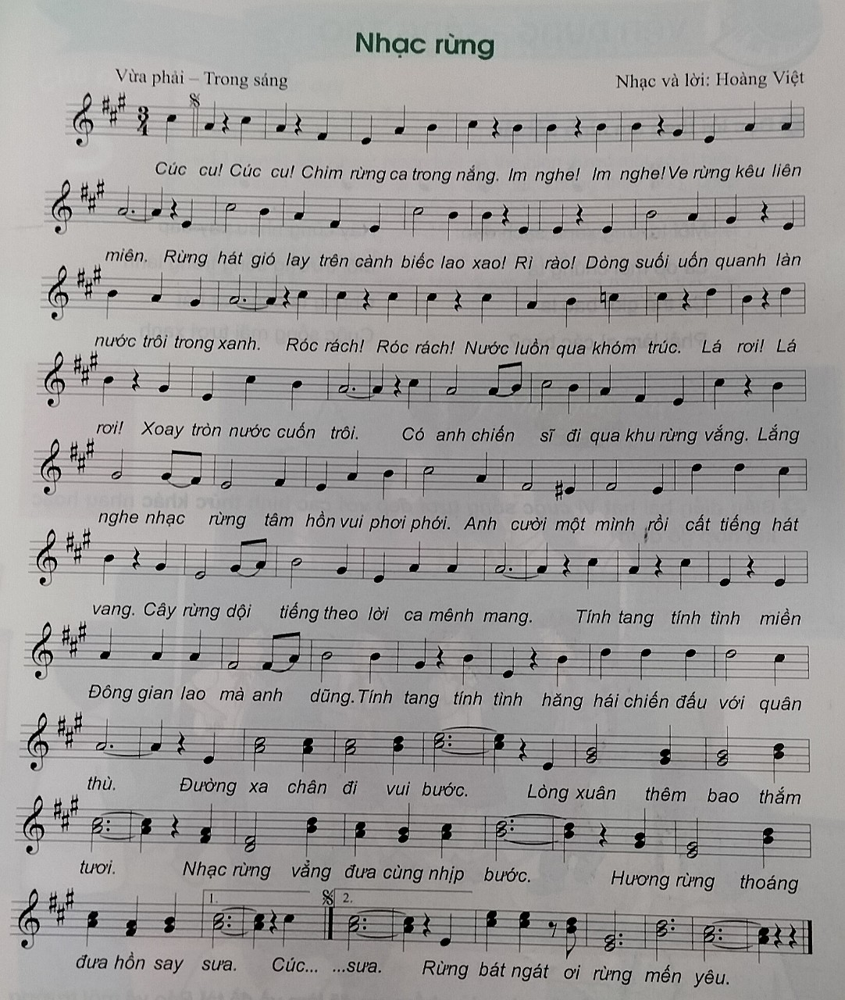 Nhạc rừng
Vừa phải – Trong sáng
Nhạc và lời: Hoàng Việt
3
4
Cúc cu! Cúc cu! Chim rừng ca trong nắng. Im nghe! Im nghe! Ve rừng kêu liên
miên. Rừng hát gió lay trên cành biếc lao xao! Rì rào! Dòng suối uốn quanh làn
nước trôi trong xanh. Róc rách! Róc rách! Nước luồn qua khóm trúc. Lá rơi! Lá
rơi! Xoay tròn nước cuốn trôi. Có anh chiến sĩ đi qua khu rừng vắng. Lắng
nghe nhạc rừng tâm hồn vui phơi phới. Anh cười một mình rồi cất tiếng hát
vang. Cây rừng dội tiếng theo lời ca mênh mang. Tính tang tính tình miền
Đông gian lao mà anh dũng. Tính tang tính tình hăng hái chiến đấu với quân
thù. Đường xa chân đi vui bước. Lòng xuân thêm bao thắm
tươi. Nhạc rừng vẳng đưa cùng nhịp bước. Hương rừng thoáng
1. 2.
đưa hồn say sưa. Cúc... ...sưa. Rừng bát ngát ơi rừng mến yêu.